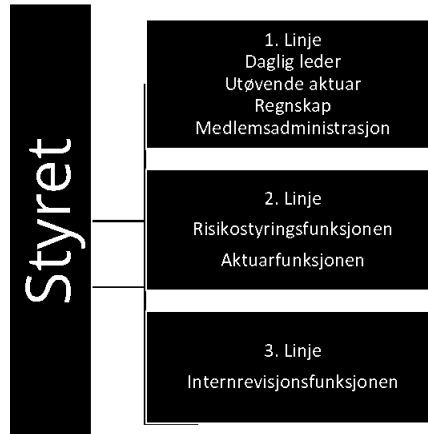 Styret
1. Linje
Daglig leder
Utøvende aktuar
Regnskap
Medlemsadministrasjon
2. Linje
Risikostyringsfunksjonen
Aktuarfunksjonen
3. Linje
Internrevisjonsfunksjonen